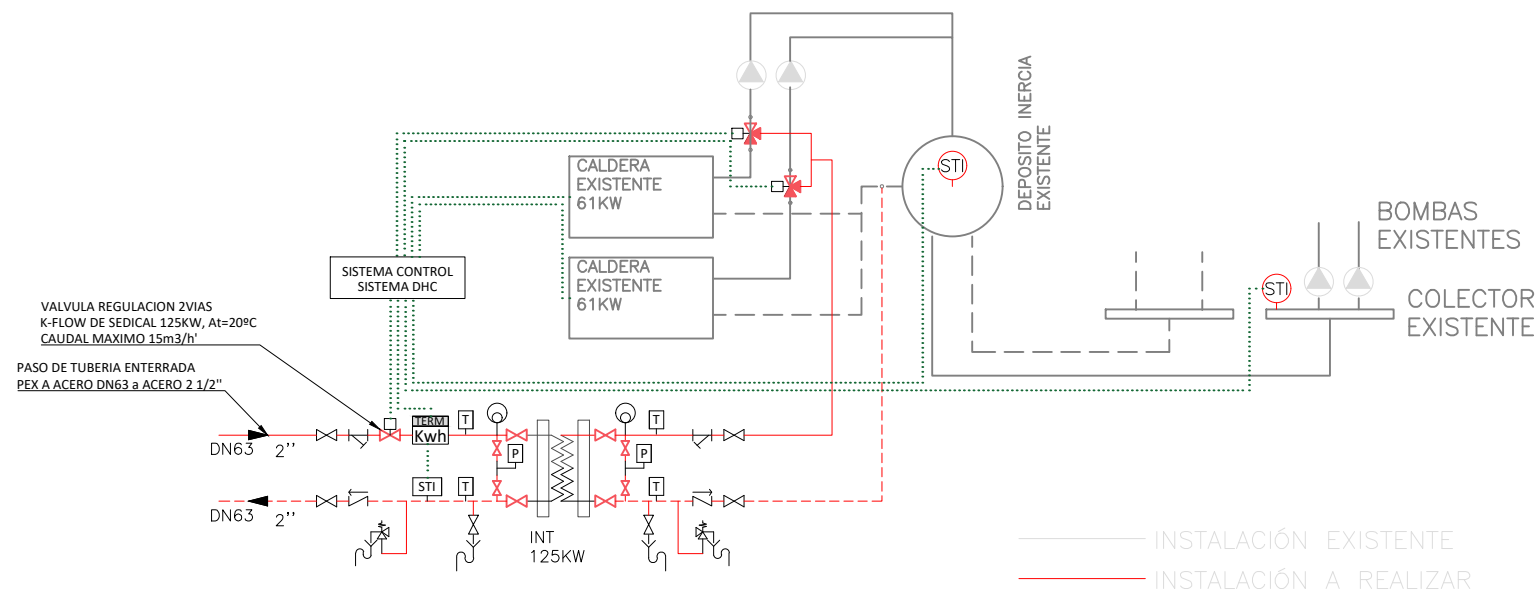 DEPOSITO INERCIA
EXISTENTE
STI
CALDERA
EXISTENTE
61KW
CALDERA
EXISTENTE
61KW
BOMBAS
EXISTENTES
STI
COLECTOR
EXISTENTE
SISTEMA CONTROL
SISTEMA DHC
VALVULA REGULACION 2VIAS
K-FLOW DE SEDICAL 125KW, At=20ºC
CAUDAL MAXIMO 15m3/h'
PASO DE TUBERIA ENTERRADA
PEX A ACERO DN63 a ACERO 2 1/2''
TERM
Kwh
T
T
DN63 2''
P
P
STI
T
T
DN63 2''
INT
125KW
INSTALACIÓN EXISTENTE
INSTALACIÓN A REALIZAR